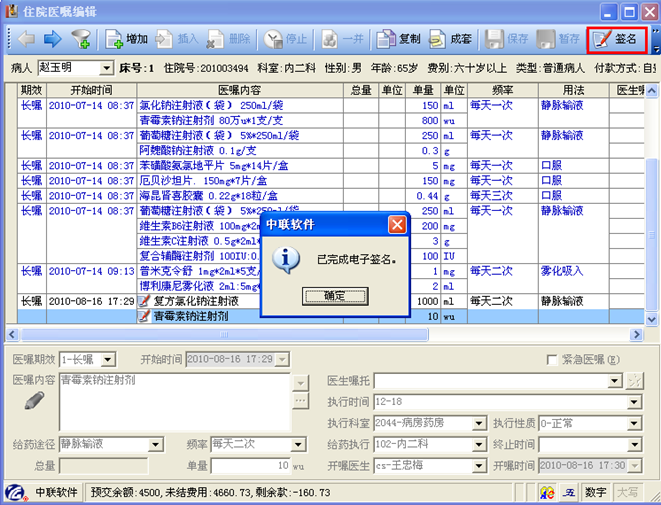 住院医嘱编辑
增加 插入 删除 停止 一并 复制 成套 保存 暂存 签名
病人 赵玉明 床号:1 住院号:201003494 科室:内二科 性别:男 年龄:65岁 费别:六十岁以上 类型:普通病人 付款方式:自
期效 开始时间 医嘱内容 总量 单位 单量 单位 频率 用法 医生嘱
长嘱 2010-07-14 08:37 氯化钠注射液(袋) 250ml/袋 150 ml 每天一次 静脉输液
青霉素钠注射剂 80万u*1支/支 800 wu
长嘱 2010-07-14 08:37 葡萄糖注射液(袋) 5%*250ml/袋 250 ml 每天一次 静脉输液
阿魏酸钠注射液 0.1g/支 0.3 g
长嘱 2010-07-14 08:37 苯磺酸氨氯地平片 5mg*14片/盒 5 mg 每天一次 口服
长嘱 2010-07-14 08:37 厄贝沙坦片. 150mg*7片/盒 150 mg 每天一次 口服
长嘱 2010-07-14 08:37 海昆肾喜胶囊 0.22g*18粒/盒 0.44 g 每天三次 口服
长嘱 2010-07-14 08:37 葡萄糖注射液(袋) 5%*250 250 ml 每天一次 静脉输液
维生素B6注射液 100mg*2m 200 mg
维生素C注射液 0.5g*2ml 3 g
复合辅酶注射剂 100IU:0. 100 IU
长嘱 2010-07-14 09:13 普米克令舒 1mg*2ml*5支/ 1 mg 每天二次 雾化吸入
博利康尼雾化液 2ml:5mg* 2 ml
长嘱 2010-08-16 17:29 复方氯化钠注射液 1000 ml 每天二次 静脉输液
青霉素钠注射剂 10 wu
中联软件
已完成电子签名。
确定
医嘱期效 1-长嘱 开始时间 2010-08-16 17:29 紧急医嘱(E)
医嘱内容 青霉素钠注射剂 医生嘱托
执行时间 12-18
执行科室 2044-病房药房 执行性质 0-正常
给药途径 静脉输液 频率 每天二次 给药执行 102-内二科 终止时间
总量 单量 10 wu 开嘱医生 cs-王忠梅 开嘱时间 2010-08-16 17:30
中联软件 预交余额:4500,未结费用:4660.73,剩余款:-160.73 五 数字 大写